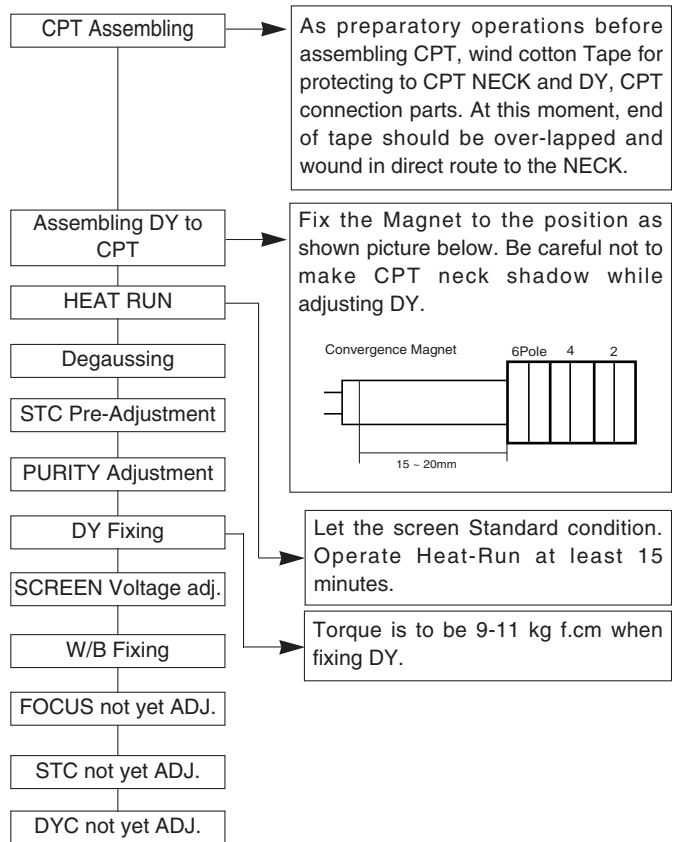 CPT Assembling
As preparatory operations before
assembling CPT, wind cotton Tape for
protecting to CPT NECK and DY, CPT
connection parts. At this moment, end
of tape should be over-lapped and
wound in direct route to the NECK.
Assembling DY to
CPT
Fix the Magnet to the position as
shown picture below. Be careful not to
make CPT neck shadow while
adjusting DY.
Convergence Magnet
6Pole 4 2
15 ~ 20mm
HEAT RUN
Let the screen Standard condition.
Operate Heat-Run at least 15
minutes.
Degaussing
STC Pre-Adjustment
PURITY Adjustment
DY Fixing
Torque is to be 9-11 kg f.cm when
fixing DY.
SCREEN Voltage adj.
W/B Fixing
FOCUS not yet ADJ.
STC not yet ADJ.
DYC not yet ADJ.